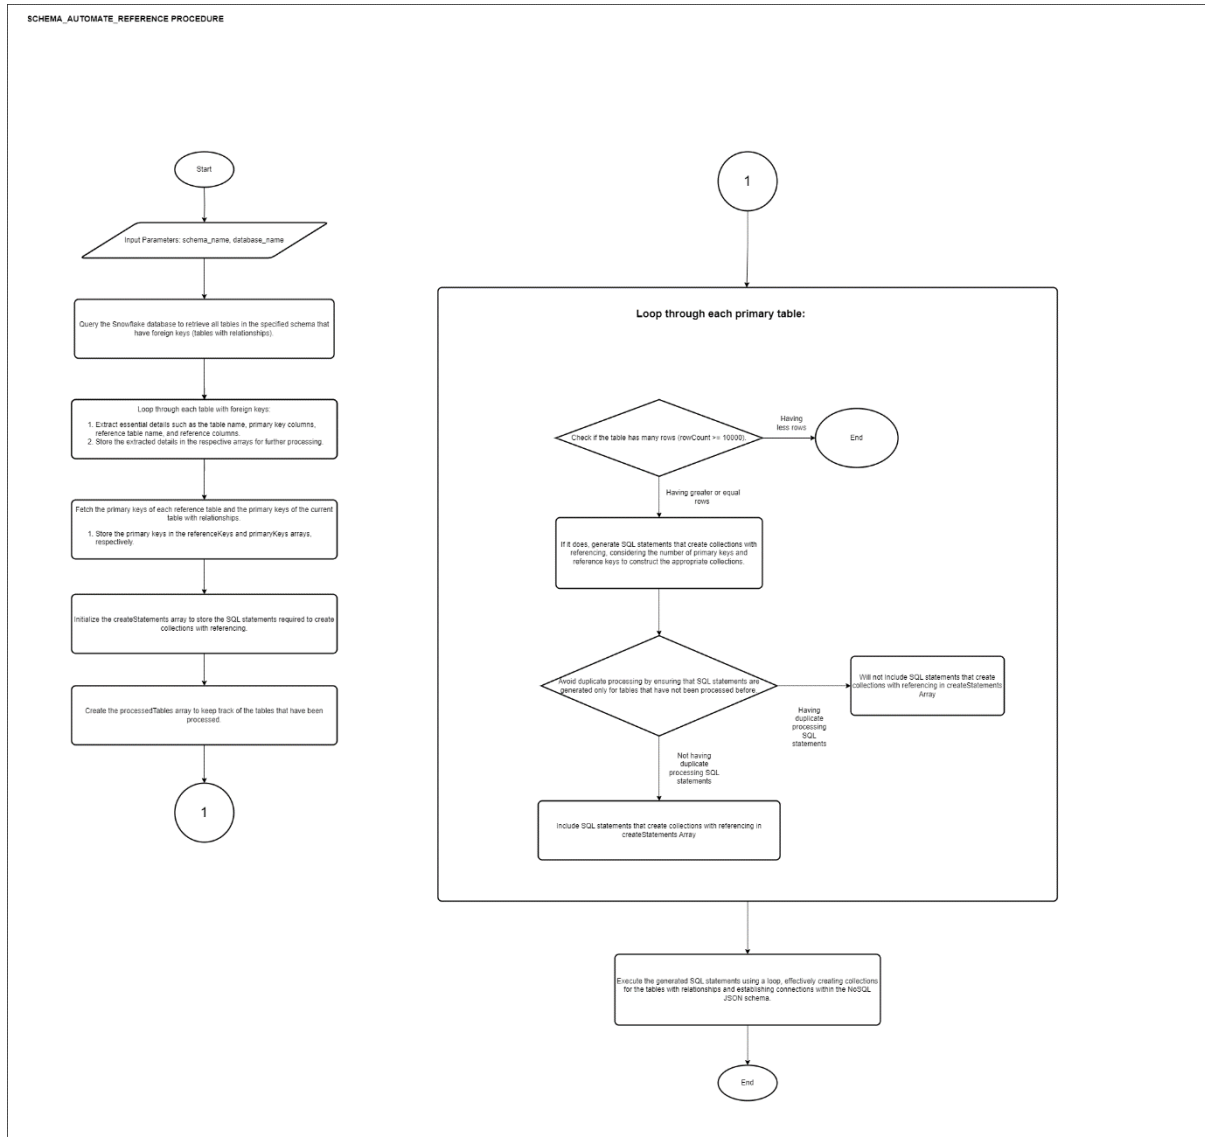 SCHEMA_AUTOMATE_REFERENCE PROCEDURE
Start
Input Parameters: schema_name, database_name
Query the Snowflake database to retrieve all tables in the specified schema that
have foreign keys (tables with relationships).
Loop through each table with foreign keys:
1. Extract essential details such as the table name, primary key columns,
reference table name, and reference columns.
2. Store the extracted details in the respective arrays for further processing.
Fetch the primary keys of each reference table and the primary keys of the current
table with relationships.
1. Store the primary keys in the referenceKeys and primaryKeys arrays,
respectively.
Initialize the createStatements array to store the SQL statements required to create
collections with referencing.
Create the processedTables array to keep track of the tables that have been
processed.
1
1
Loop through each primary table:
Check if the table has many rows (rowCount >= 10000).
Having
less rows
End
Having greater or equal
rows
If it does, generate SQL statements that create collections with
referencing, considering the number of primary keys and
reference keys to construct the appropriate collections.
Avoid duplicate processing by ensuring that SQL statements are
generated only for tables that have not been processed before.
Having
duplicate
processing
SQL
statements
Will not Include SQL statements that create
collections with referencing in createStatements
Array
Not having
duplicate
processing SQL
statements
Include SQL statements that create collections with referencing in
createStatements Array
Execute the generated SQL statements using a loop, effectively creating collections
for the tables with relationships and establishing connections within the NoSQL
JSON schema.
End